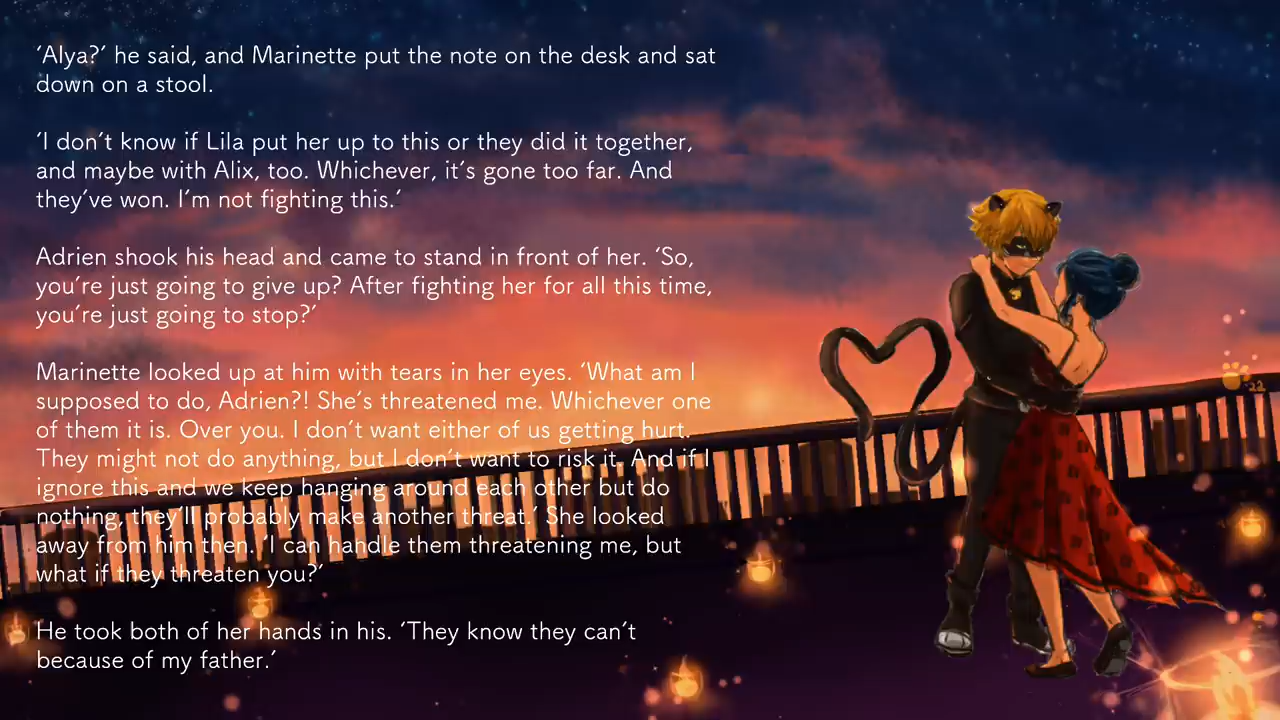 ‘Alya?’ he said, and Marinette put the note on the desk and sat
down on a stool.
‘I don’t know if Lila put her up to this or they did it together,
and maybe with Alix, too. Whichever, it’s gone too far. And
they’ve won. I’m not fighting this.’
Adrien shook his head and came to stand in front of her. ‘So,
you’re just going to give up? After fighting her for all this time,
you’re just going to stop?’
Marinette looked up at him with tears in her eyes. ‘What am I
supposed to do, Adrien?! She’s threatened me. Whichever one
of them it is. Over you. I don’t want either of us getting hurt.
They might not do anything, but I don’t want to risk it. And if I
ignore this and we keep hanging around each other but do
nothing, they’ll probably make another threat.’ She looked
away from him then. ‘I can handle them threatening me, but
what if they threaten you?’
He took both of her hands in his. ‘They know they can’t
because of my father.’
‘22